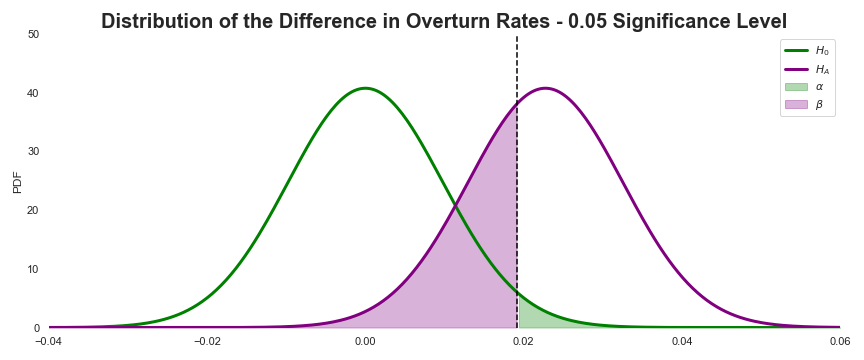 Distribution of the Difference in Overturn Rates - 0.05 Significance Level
50
40
30
20
10
0
PDF
−0.04
−0.02
0.00
0.02
0.04
0.06
H₀
H_A
α
β